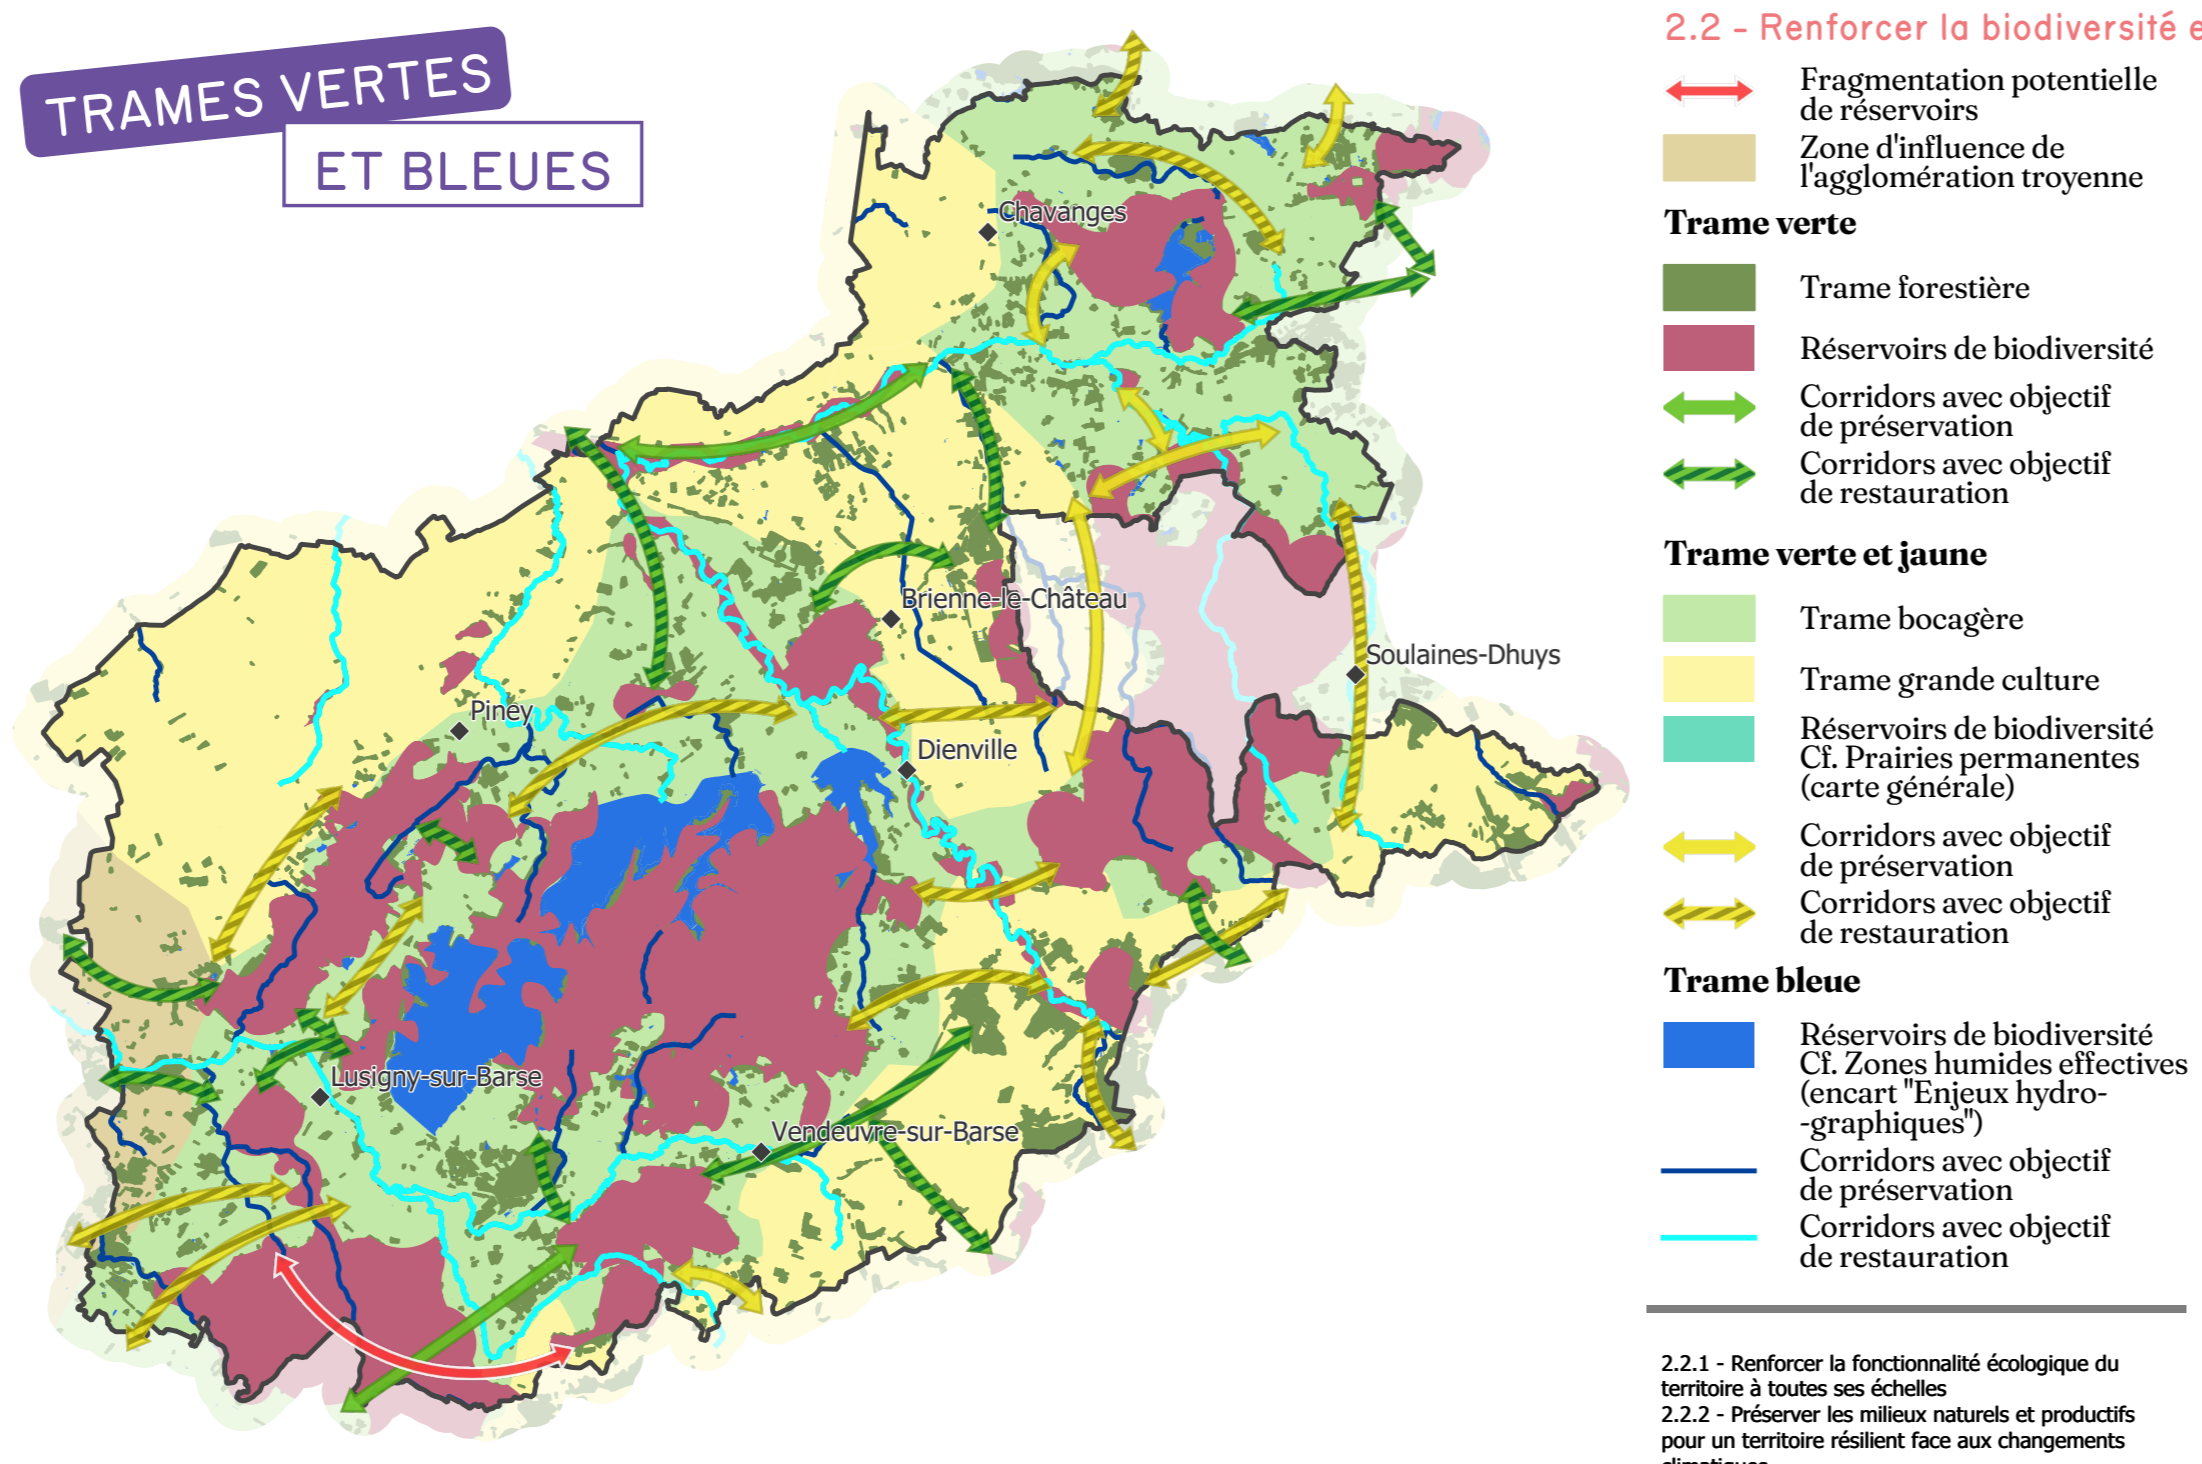 TRAMES VERTES
ET BLEUES
Chavanges
Brienne-le-Château
Soulaines-Dhuys
Piney
Dienville
Lusigny-sur-Barse
Vendeuvre-sur-Barse
2.2 - Renforcer la biodiversité e
Fragmentation potentielle
de réservoirs
Zone d'influence de
l'agglomération troyenne
Trame verte
Trame forestière
Réservoirs de biodiversité
Corridors avec objectif
de préservation
Corridors avec objectif
de restauration
Trame verte et jaune
Trame bocagère
Trame grande culture
Réservoirs de biodiversité
Cf. Prairies permanentes
(carte générale)
Corridors avec objectif
de préservation
Corridors avec objectif
de restauration
Trame bleue
Réservoirs de biodiversité
Cf. Zones humides effectives
(encart "Enjeux hydro-
-graphiques")
Corridors avec objectif
de préservation
Corridors avec objectif
de restauration
2.2.1 - Renforcer la fonctionnalité écologique du
territoire à toutes ses échelles
2.2.2 - Préserver les milieux naturels et productifs
pour un territoire résilient face aux changements
climatiques